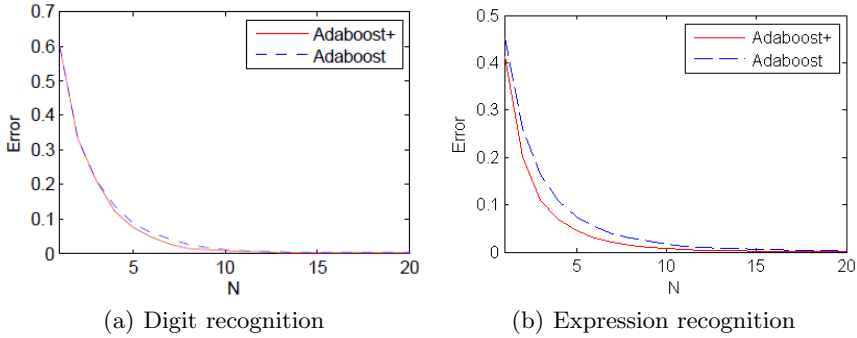 0.7
0.6
0.5
0.4
0.3
0.2
0.1
0
Error
5 10 15 20
N
Adaboost+
Adaboost
(a) Digit recognition
0.5
0.4
0.3
0.2
0.1
0
Error
5 10 15 20
N
Adaboost+
Adaboost
(b) Expression recognition